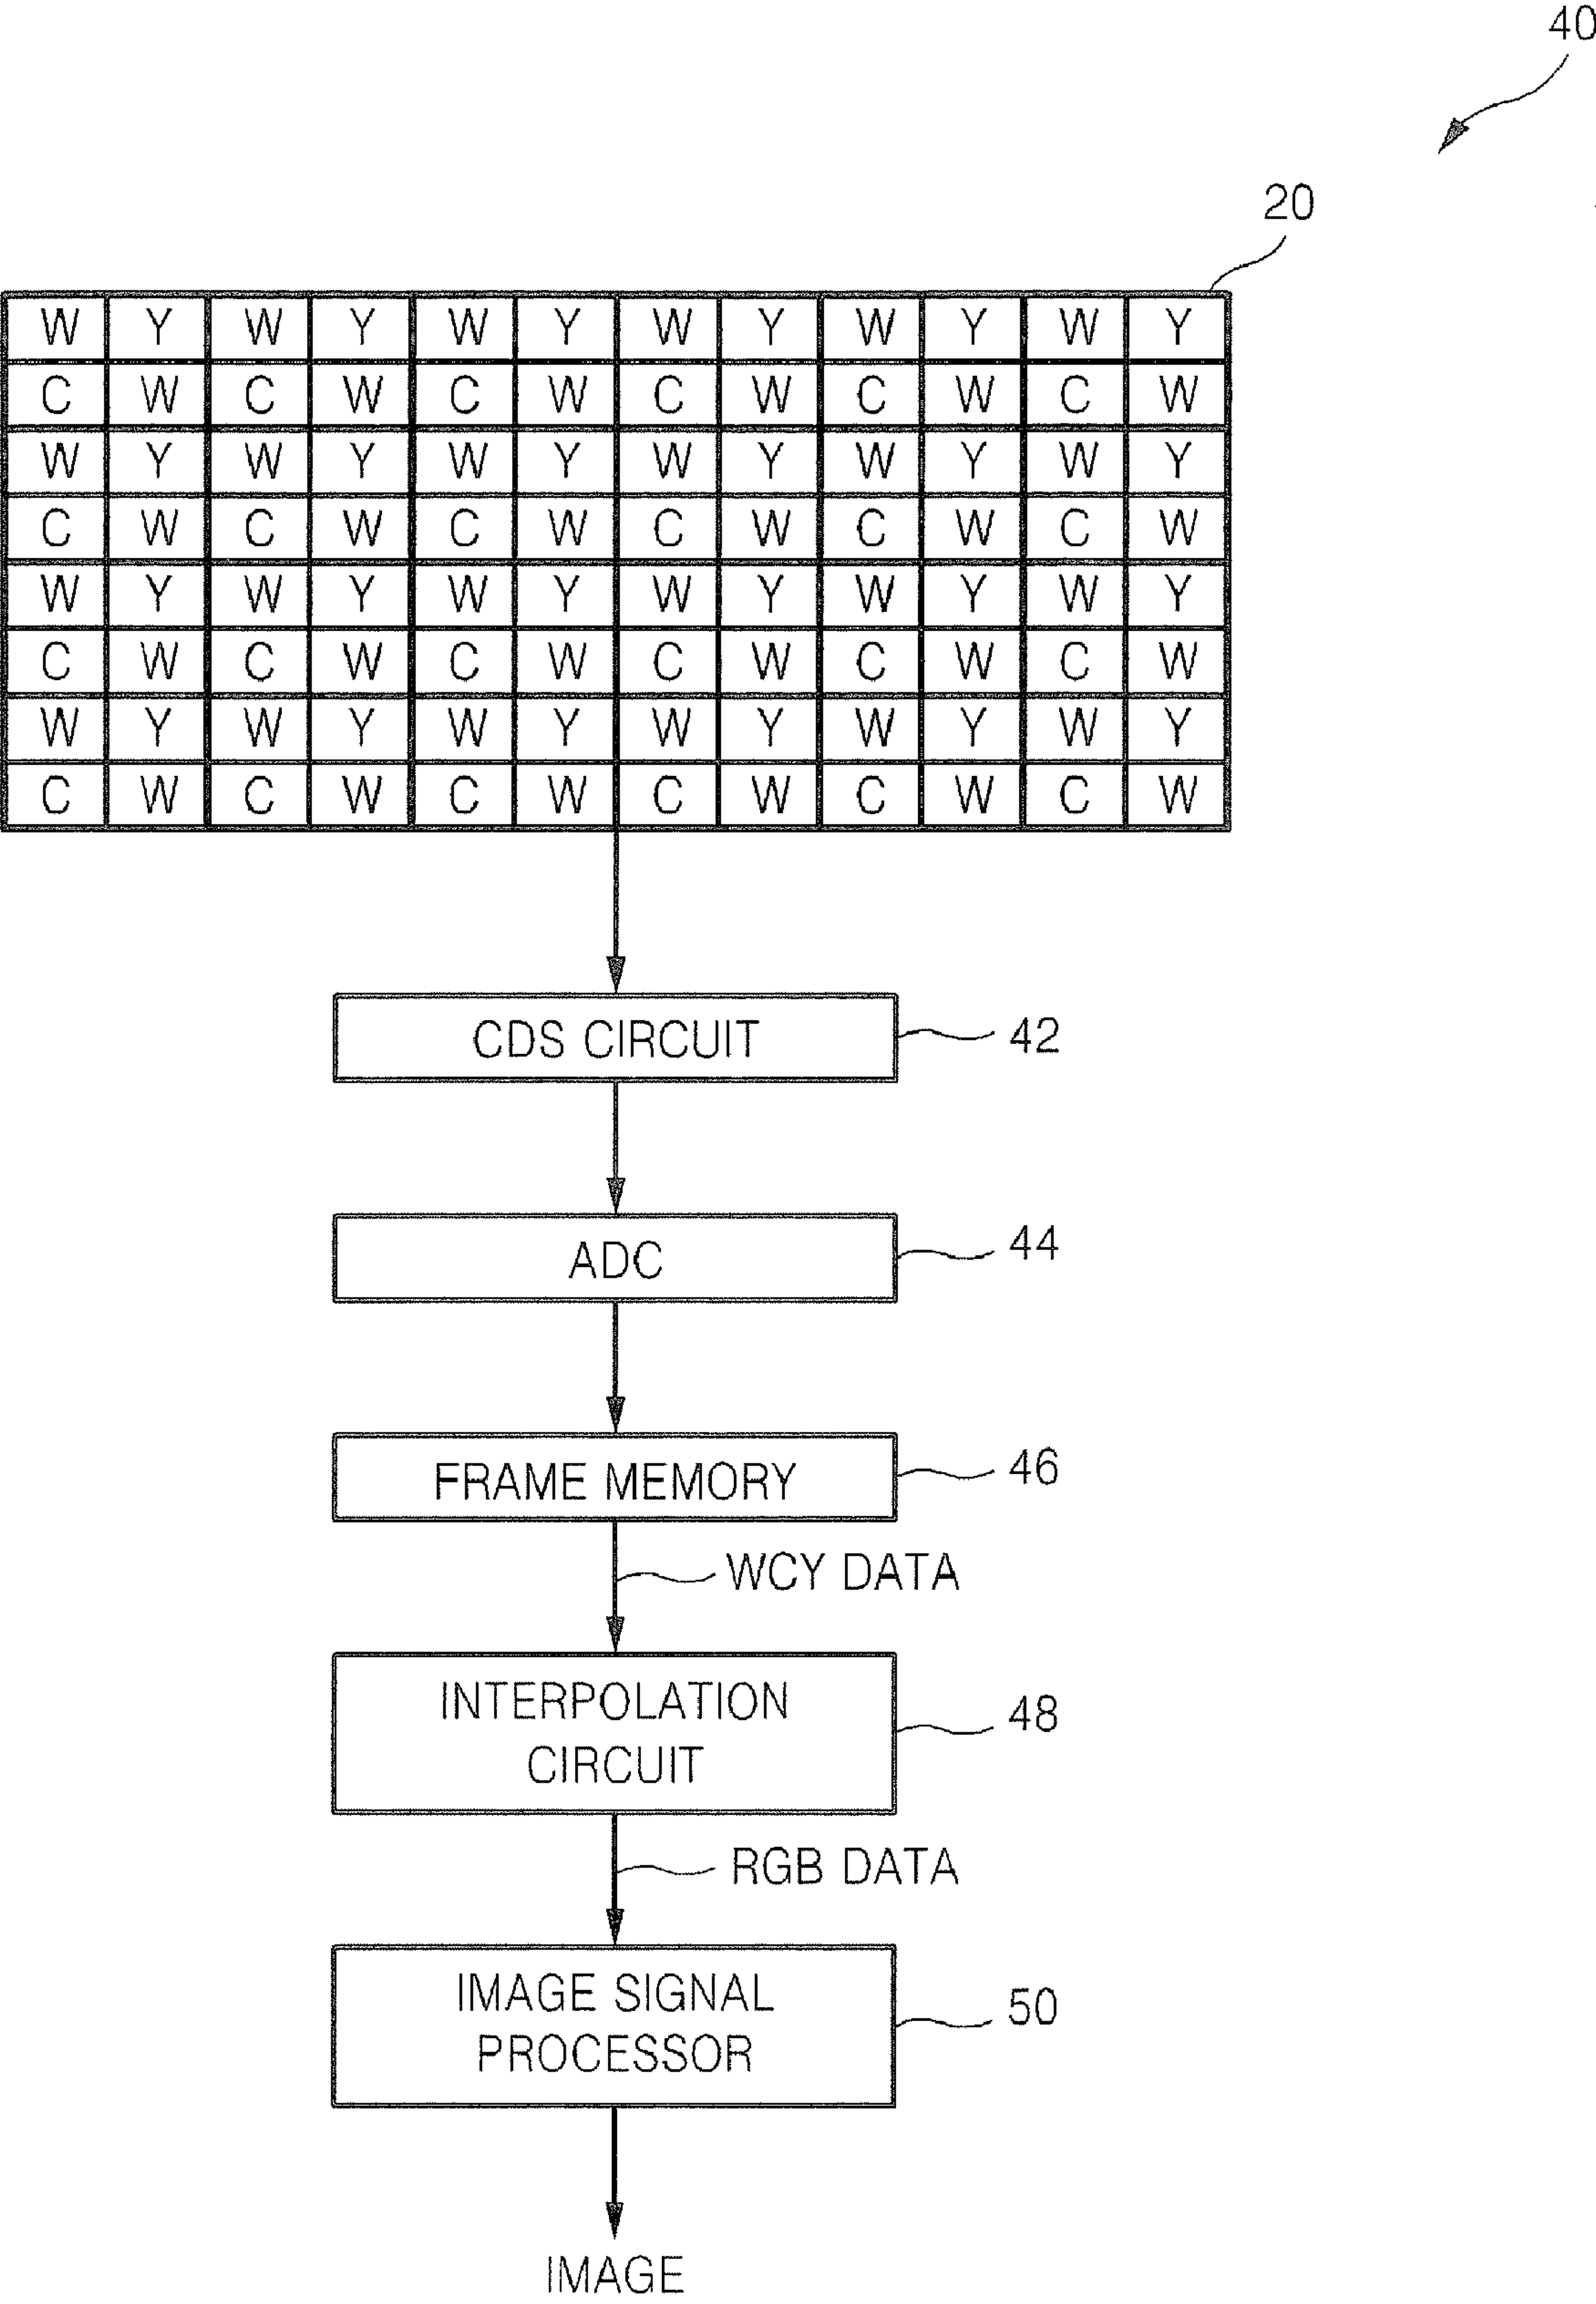 40
20
W Y W Y W Y W Y W Y W Y
C W C W C W C W C W C W
W Y W Y W Y W Y W Y W Y
C W C W C W C W C W C W
W Y W Y W Y W Y W Y W Y
C W C W C W C W C W C W
W Y W Y W Y W Y W Y W Y
C W C W C W C W C W C W
CDS CIRCUIT 42
ADC 44
FRAME MEMORY 46
WCY DATA
INTERPOLATION
CIRCUIT
48
RGB DATA
IMAGE SIGNAL
PROCESSOR
50
IMAGE